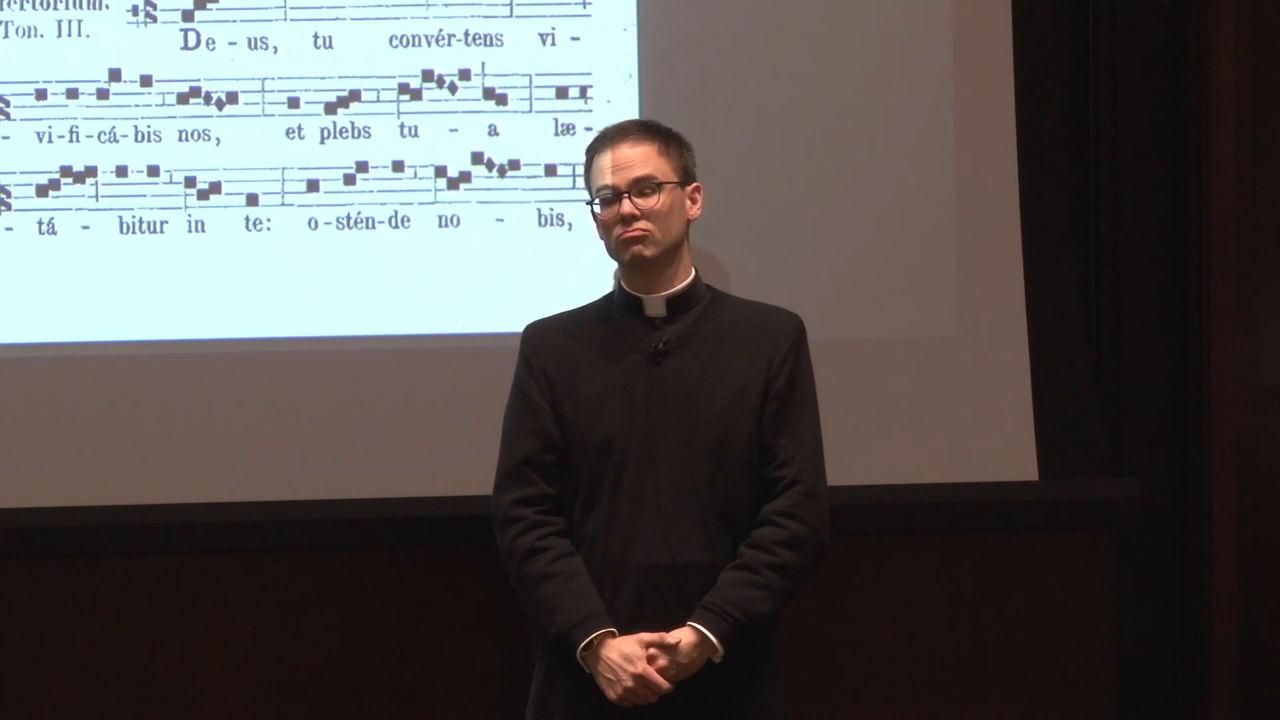 Ton. III.
De - us, tu convér-tens vi -
- vi-fi-cá-bis nos, et plebs tu - a læ -
- tá - bitur in te: o-stén-de no - bis,